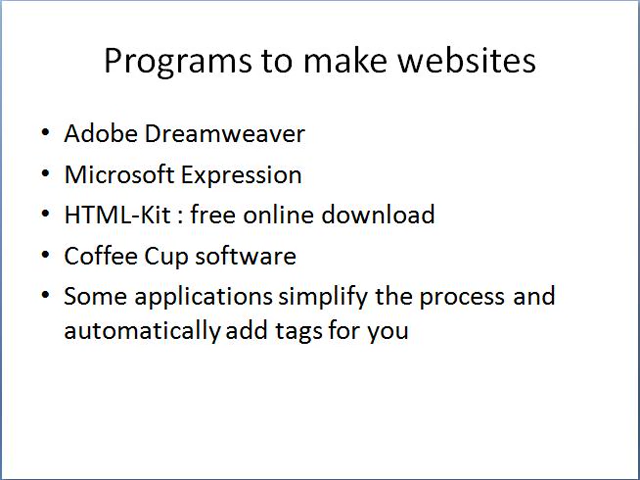 Programs to make websites
• Adobe Dreamweaver
• Microsoft Expression
• HTML-Kit : free online download
• Coffee Cup software
• Some applications simplify the process and
automatically add tags for you